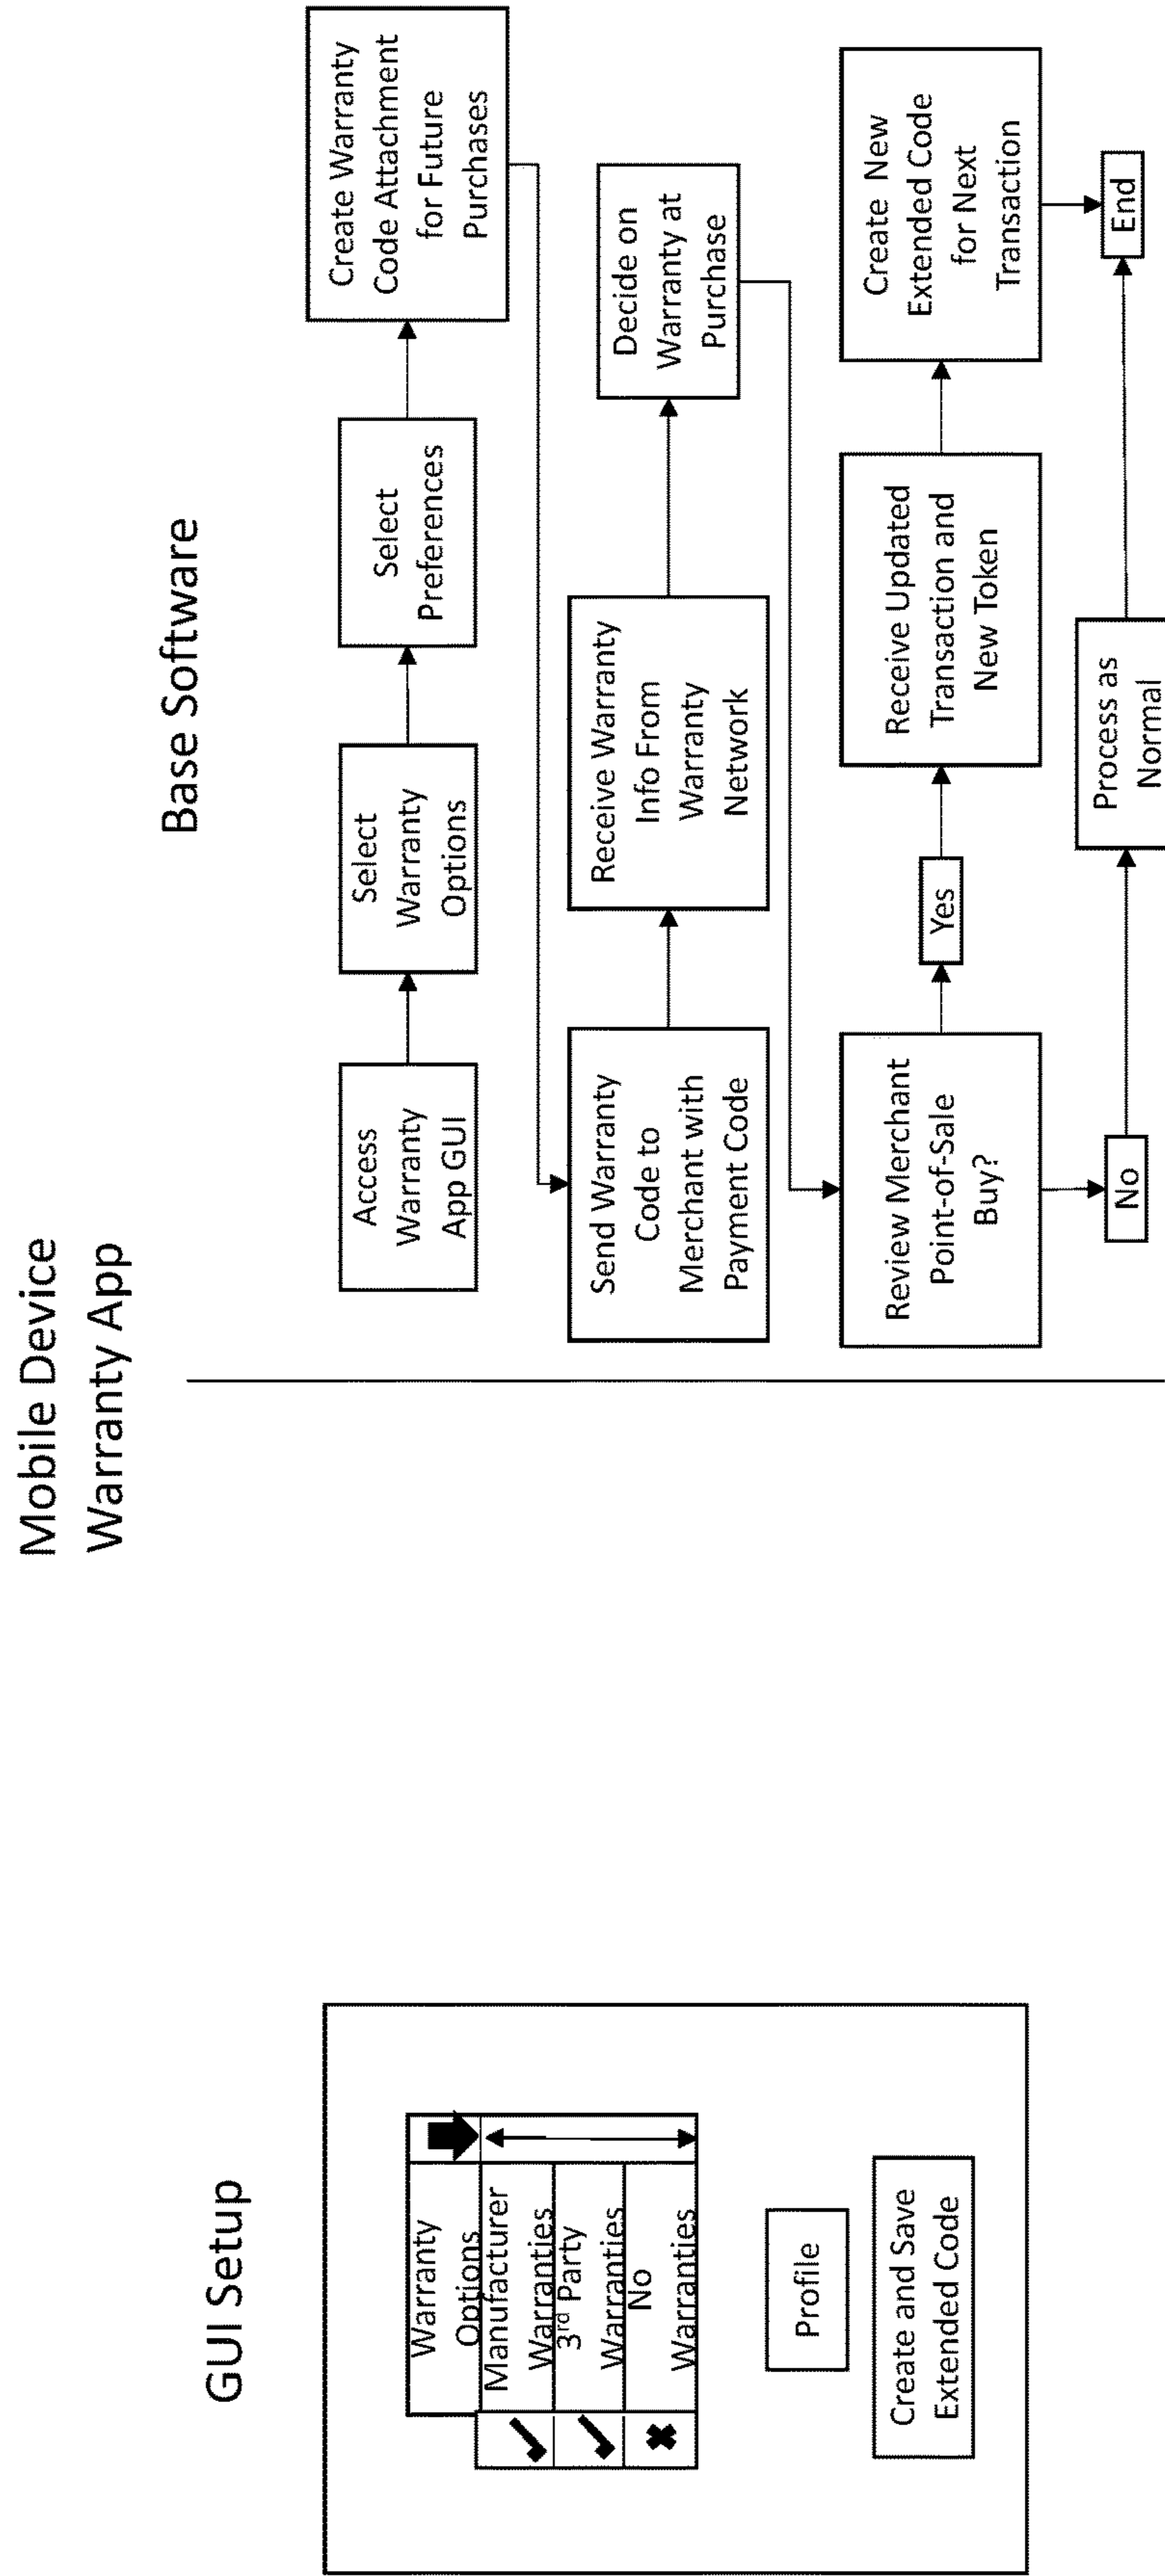 Mobile Device
Warranty App
GUI Setup
Warranty
Options
Manufacturer
Warranties
3rd Party
Warranties
No
Warranties
Profile
Create and Save
Extended Code
Base Software
Access
Warranty
App GUI
Select
Warranty
Options
Select
Preferences
Create Warranty
Code Attachment
for Future
Purchases
Send Warranty
Code to
Merchant with
Payment Code
Receive Warranty
Info From
Warranty
Network
Decide on
Warranty at
Purchase
Review Merchant
Point-of-Sale
Buy?
Yes
Receive Updated
Transaction and
New Token
Create New
Extended Code
for Next
Transaction
No
Process as
Normal
End